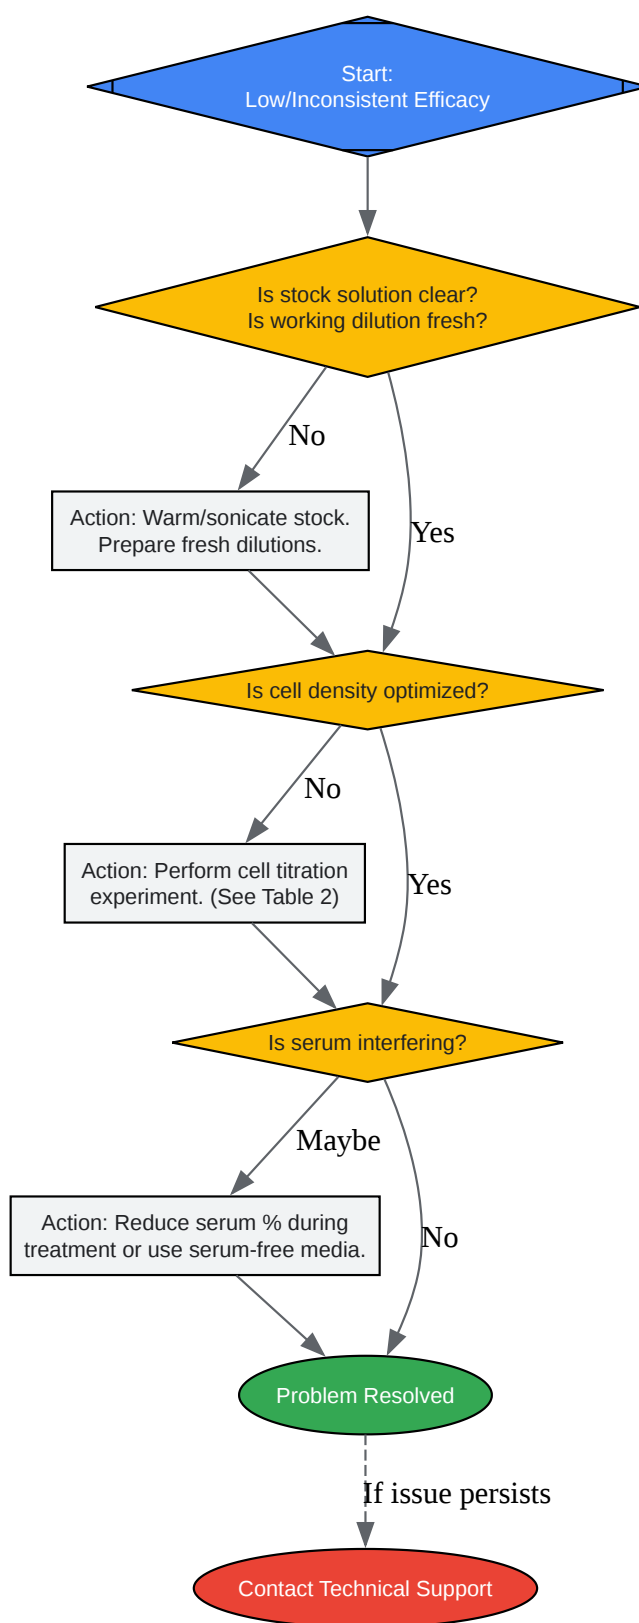 Start:
Low/Inconsistent Efficacy
Is stock solution clear?
Is working dilution fresh?
No
Action: Warm/sonicate stock.
Prepare fresh dilutions.
Yes
Is cell density optimized?
No
Action: Perform cell titration
experiment. (See Table 2)
Yes
Is serum interfering?
Maybe
Action: Reduce serum % during
treatment or use serum-free media.
No
Problem Resolved
If issue persists
Contact Technical Support